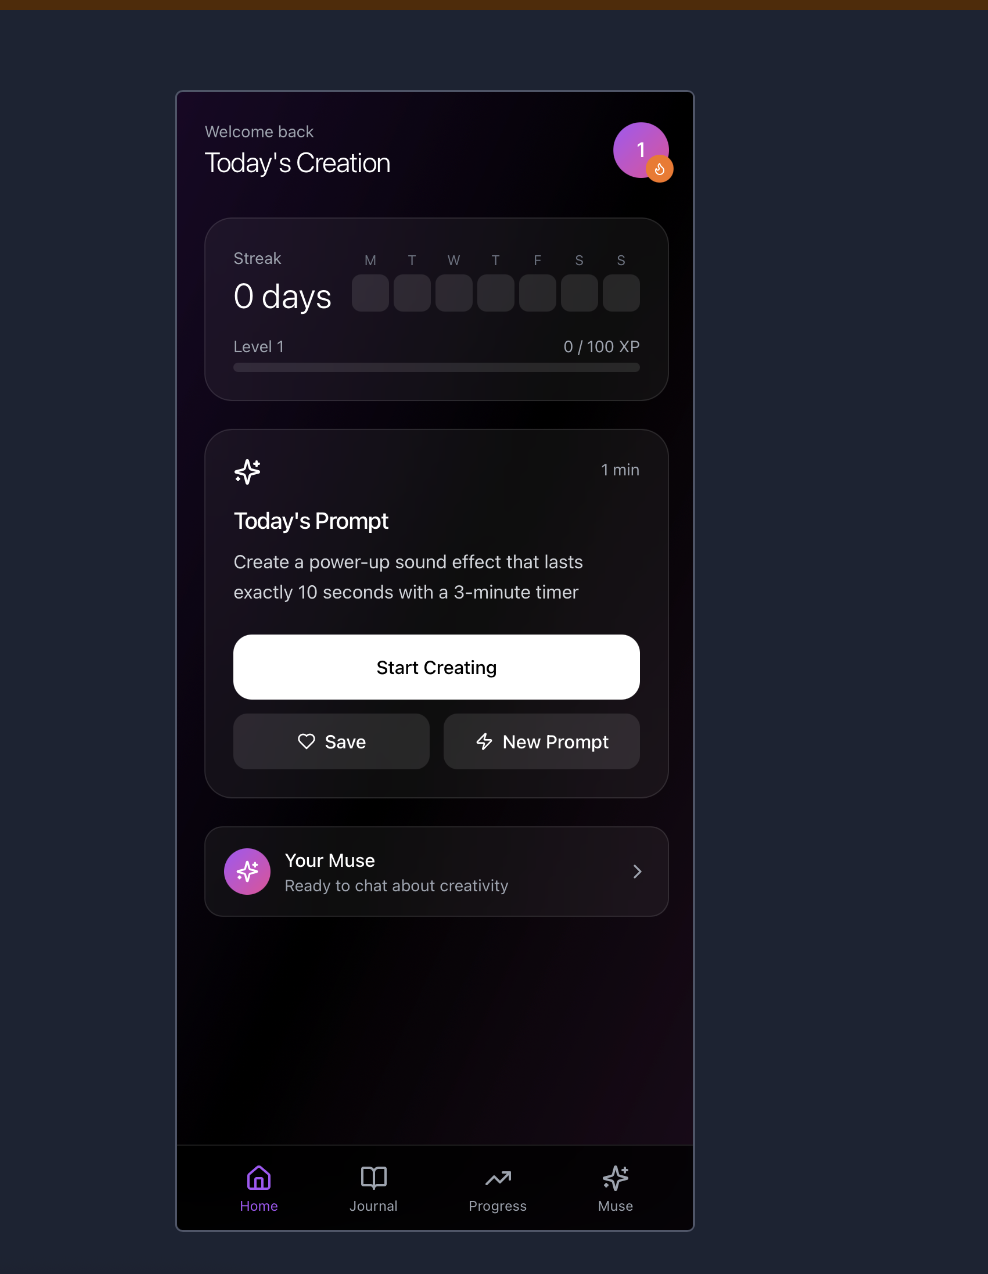 Welcome back
Today's Creation
1
Streak
M T W T F S S
0 days
Level 1
0 / 100 XP
1 min
Today's Prompt
Create a power-up sound effect that lasts
exactly 10 seconds with a 3-minute timer
Start Creating
Save
New Prompt
Your Muse
Ready to chat about creativity
Home
Journal
Progress
Muse